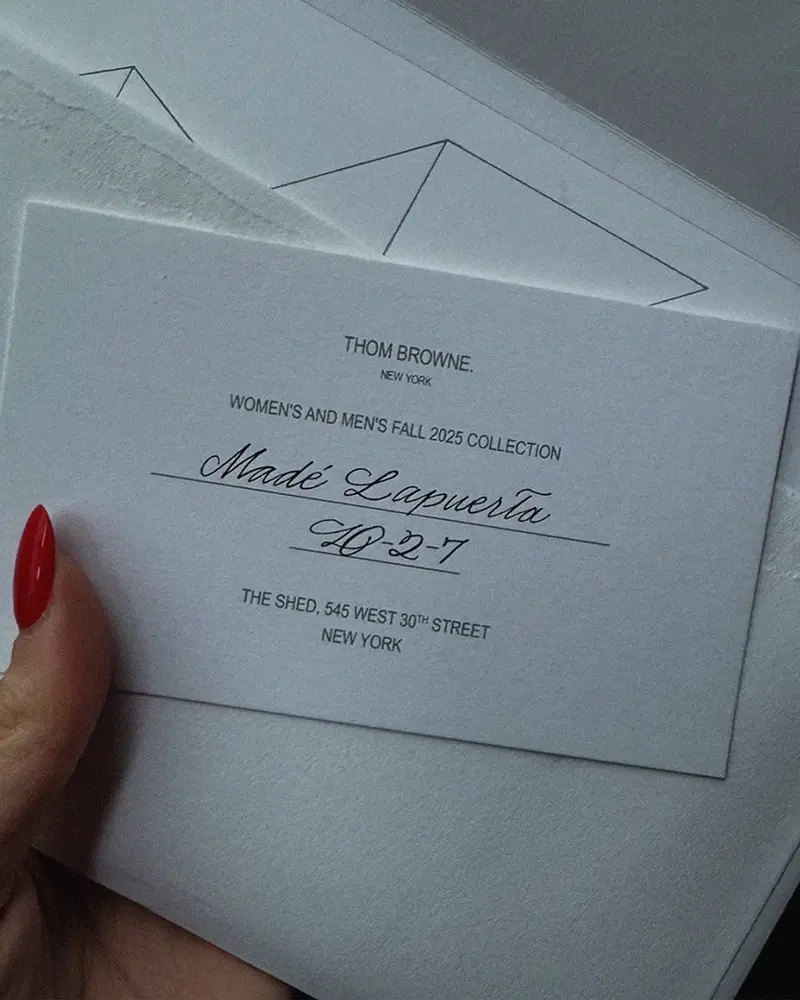 THOM BROWNE.
NEW YORK
WOMEN'S AND MEN'S FALL 2025 COLLECTION
Madé Lapuerta
1Q-2-7
THE SHED, 545 WEST 30TH STREET
NEW YORK